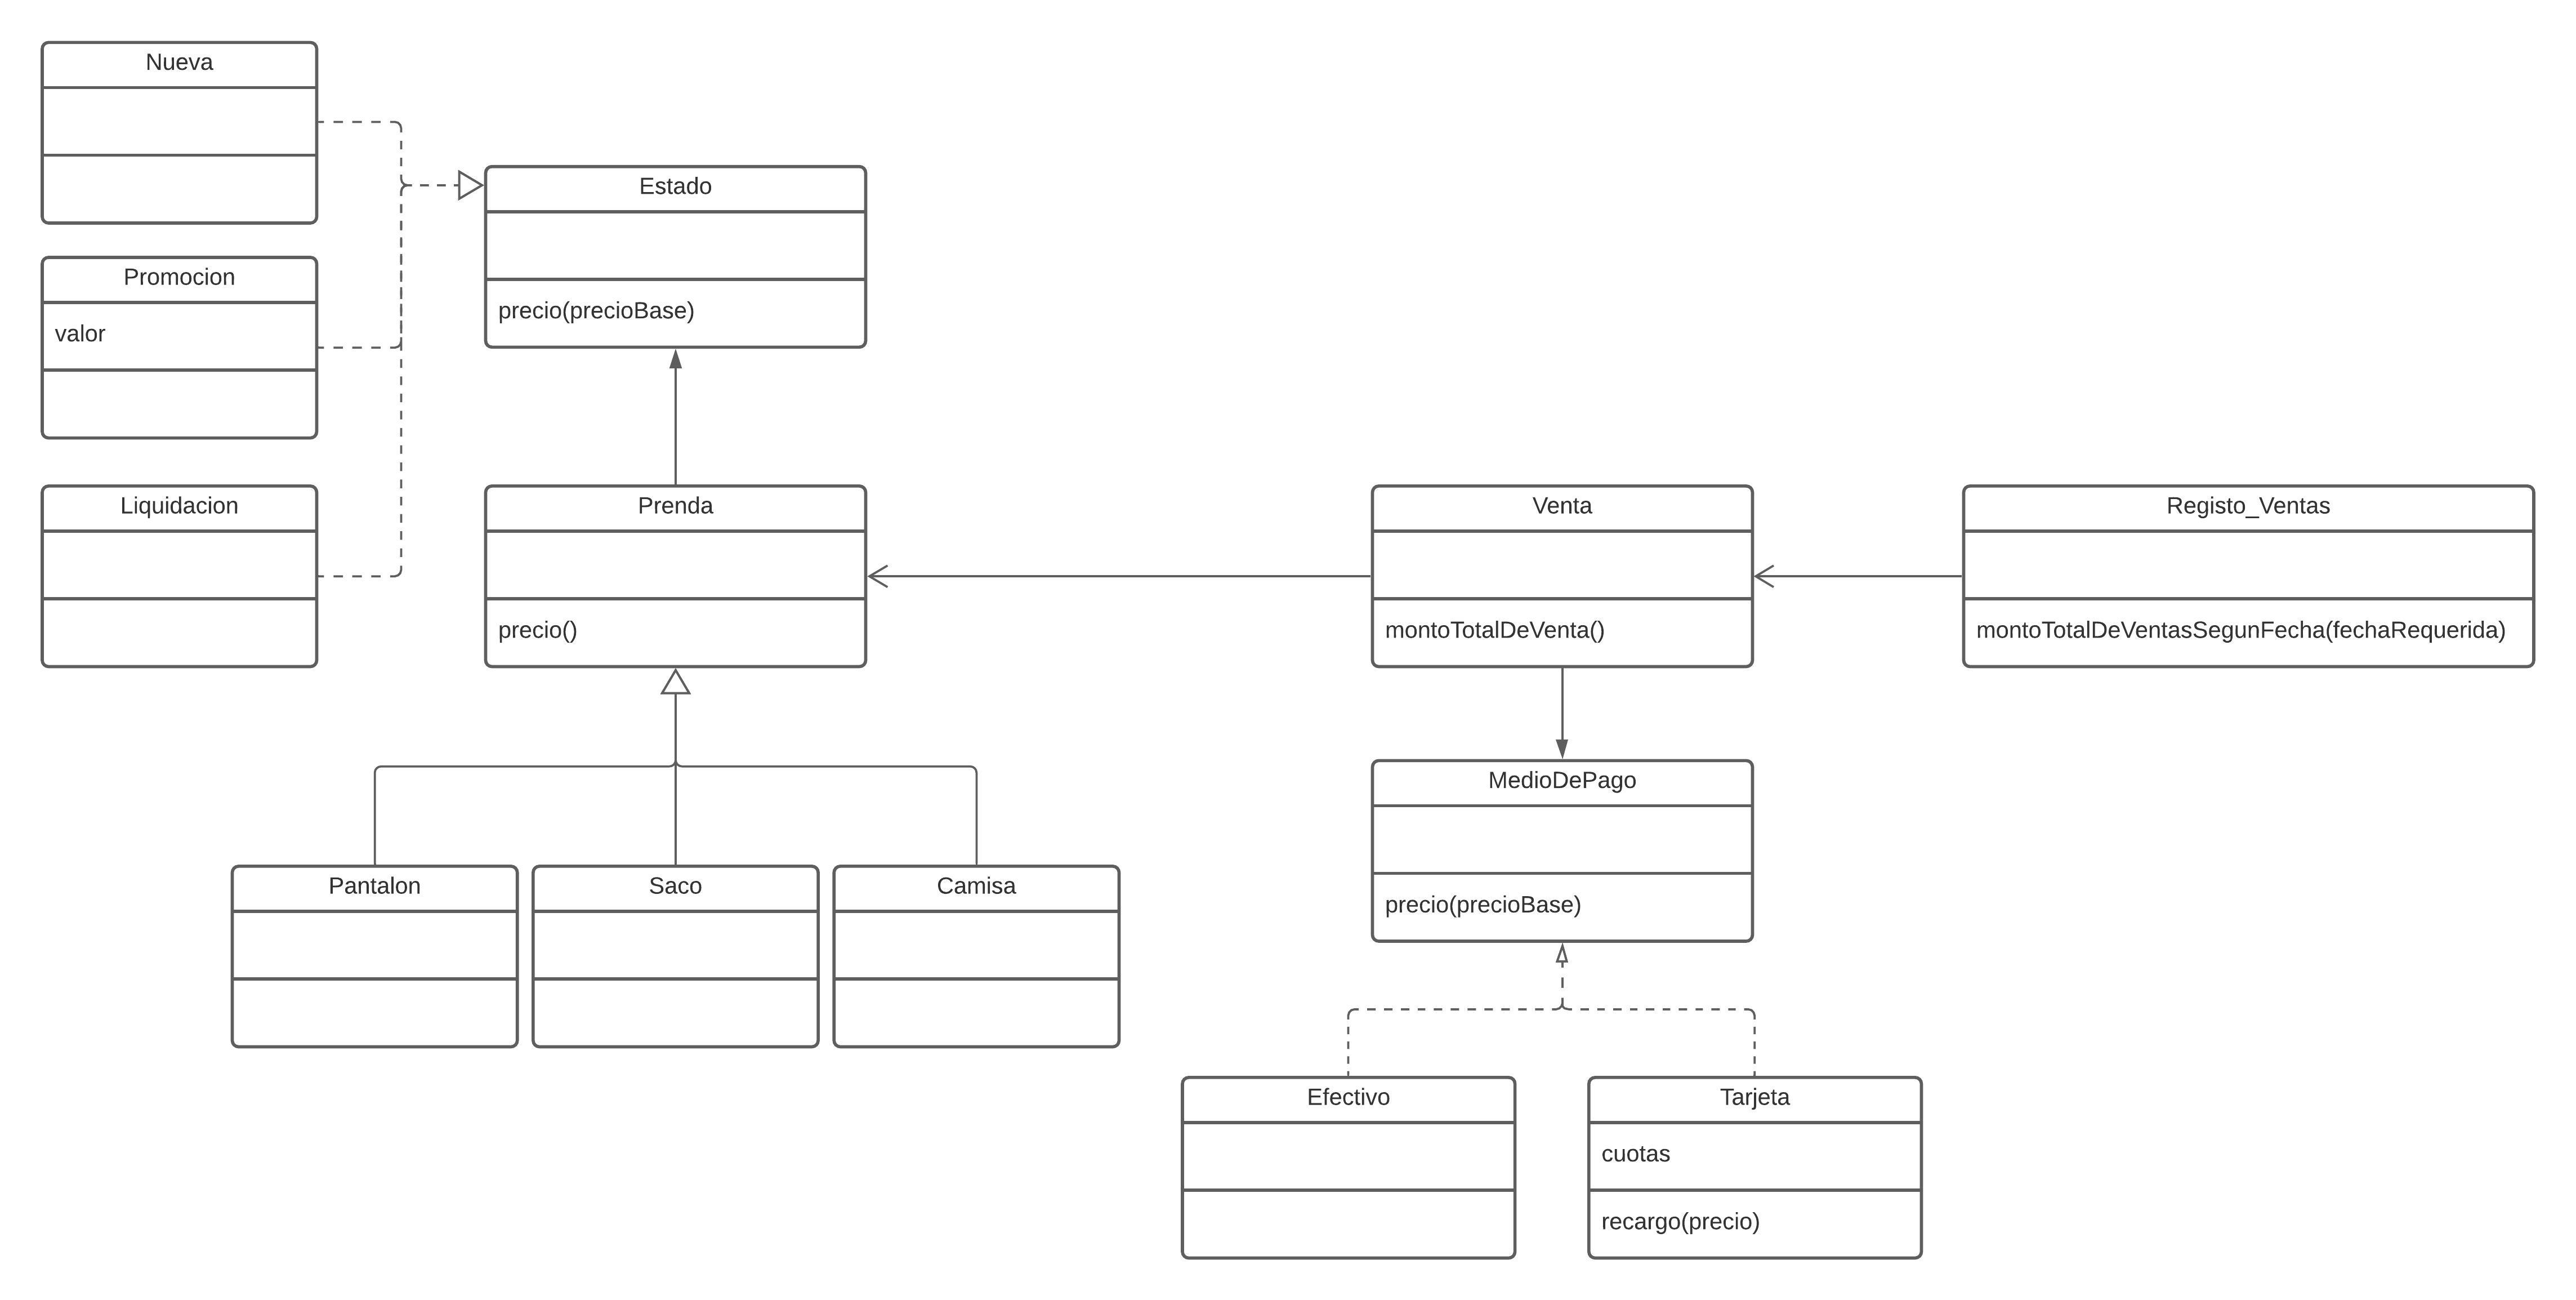 Nueva
Estado
precio(precioBase)
Promocion
valor
Liquidacion
Prenda
precio()
Venta
montoTotalDeVenta()
Registo_Ventas
montoTotalDeVentasSegunFecha(fechaRequerida)
MedioDePago
precio(precioBase)
Pantalon
Saco
Camisa
Efectivo
Tarjeta
cuotas
recargo(precio)